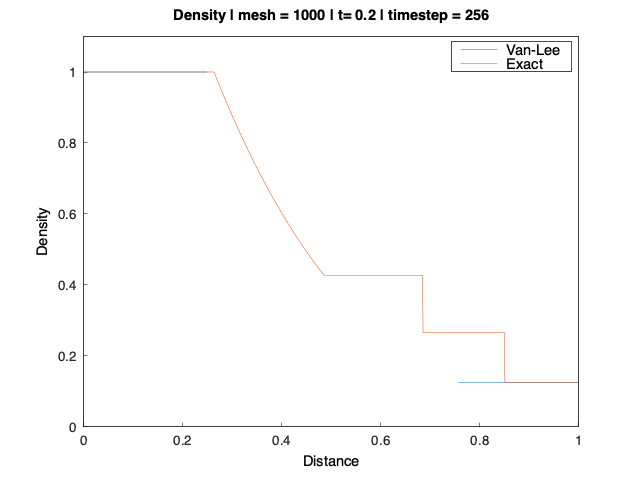 Density | mesh = 1000 | t= 0.2 | timestep = 256
Van-Lee
Exact
1
0.8
0.6
0.4
0.2
0
Density
0 0.2 0.4 0.6 0.8 1
Distance